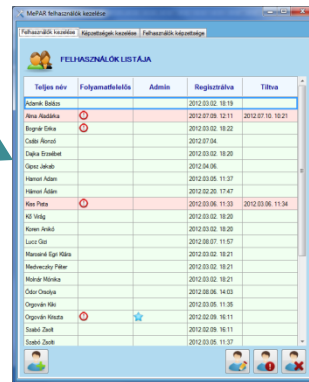 MePAR felhasználók kezelése
Felhasználók kezelése Képzettségek kezelése Felhasználók képzettsége
FELHASZNÁLÓK LISTÁJA
Teljes név Folyamatfelelős Admin Regisztrálva Tiltva
Adamik Balázs 2012.03.02. 18:19
Alma Aladárka 2012.07.09. 12:11 2012.07.10. 10:21
Bognár Erika 2012.03.02. 18:22
2012.07.04.
Dajka Erzsébet 2012.03.02. 18:20
Gipsz Jakab 2012.04.06.
Hamori Adam 2012.03.05. 11:37
Hámori Ádám 2012.02.20. 17:47
Kiss Pista 2012.03.06. 11:33 2012.03.06. 11:34
Kő Virág 2012.03.02. 18:20
Koren Anikó 2012.03.02. 18:20
2012.08.07. 11:57
Marosiné Egri Klára 2012.03.02. 18:21
Medveczky Péter 2012.03.02. 18:21
Molnár Mónika 2012.03.02. 18:21
Ódor Orsolya 2012.08.06. 14:03
Orgován Kiki 2012.03.05. 11:35
Orgován Kriszta 2012.02.09. 16:11
Szabó Zsolt 2012.02.09. 16:11
Szabó Zsolti 2012.03.05. 11:37